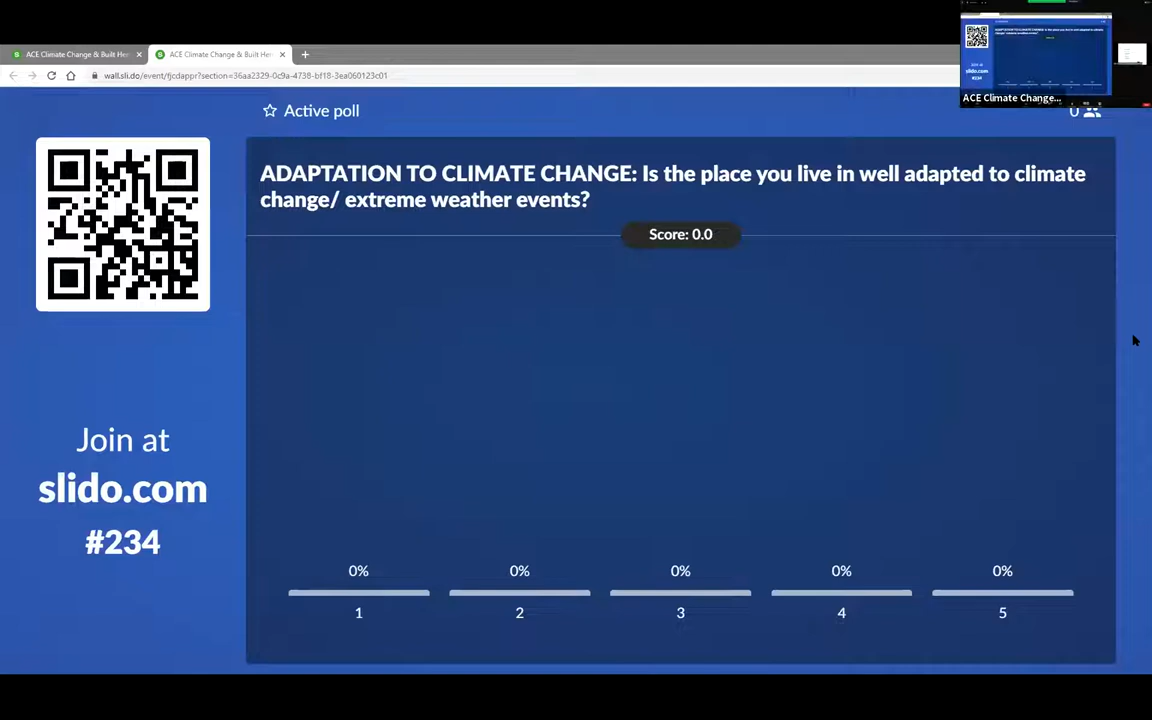 ACE Climate Change & Built Her
ACE Climate Change & Built Her
wall.sli.do/event/fjcdappr?section=36aa2329-0c9a-4738-bf18-3ea060123c01
ACE Climate Change...
Active poll
0
ADAPTATION TO CLIMATE CHANGE: Is the place you live in well adapted to climate
change/ extreme weather events?
Score: 0.0
Join at
slido.com
#234
0% 0% 0% 0% 0%
1 2 3 4 5